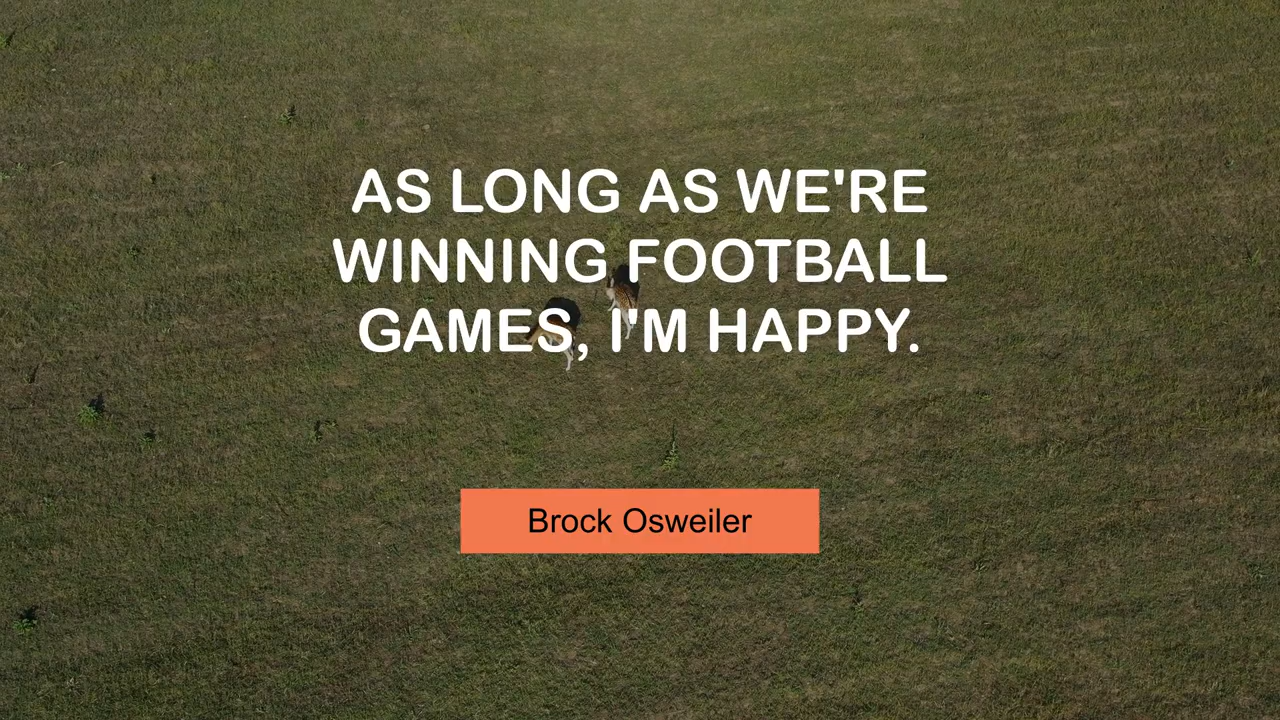 AS LONG AS WE'RE
WINNING FOOTBALL
GAMES, I'M HAPPY.
Brock Osweiler